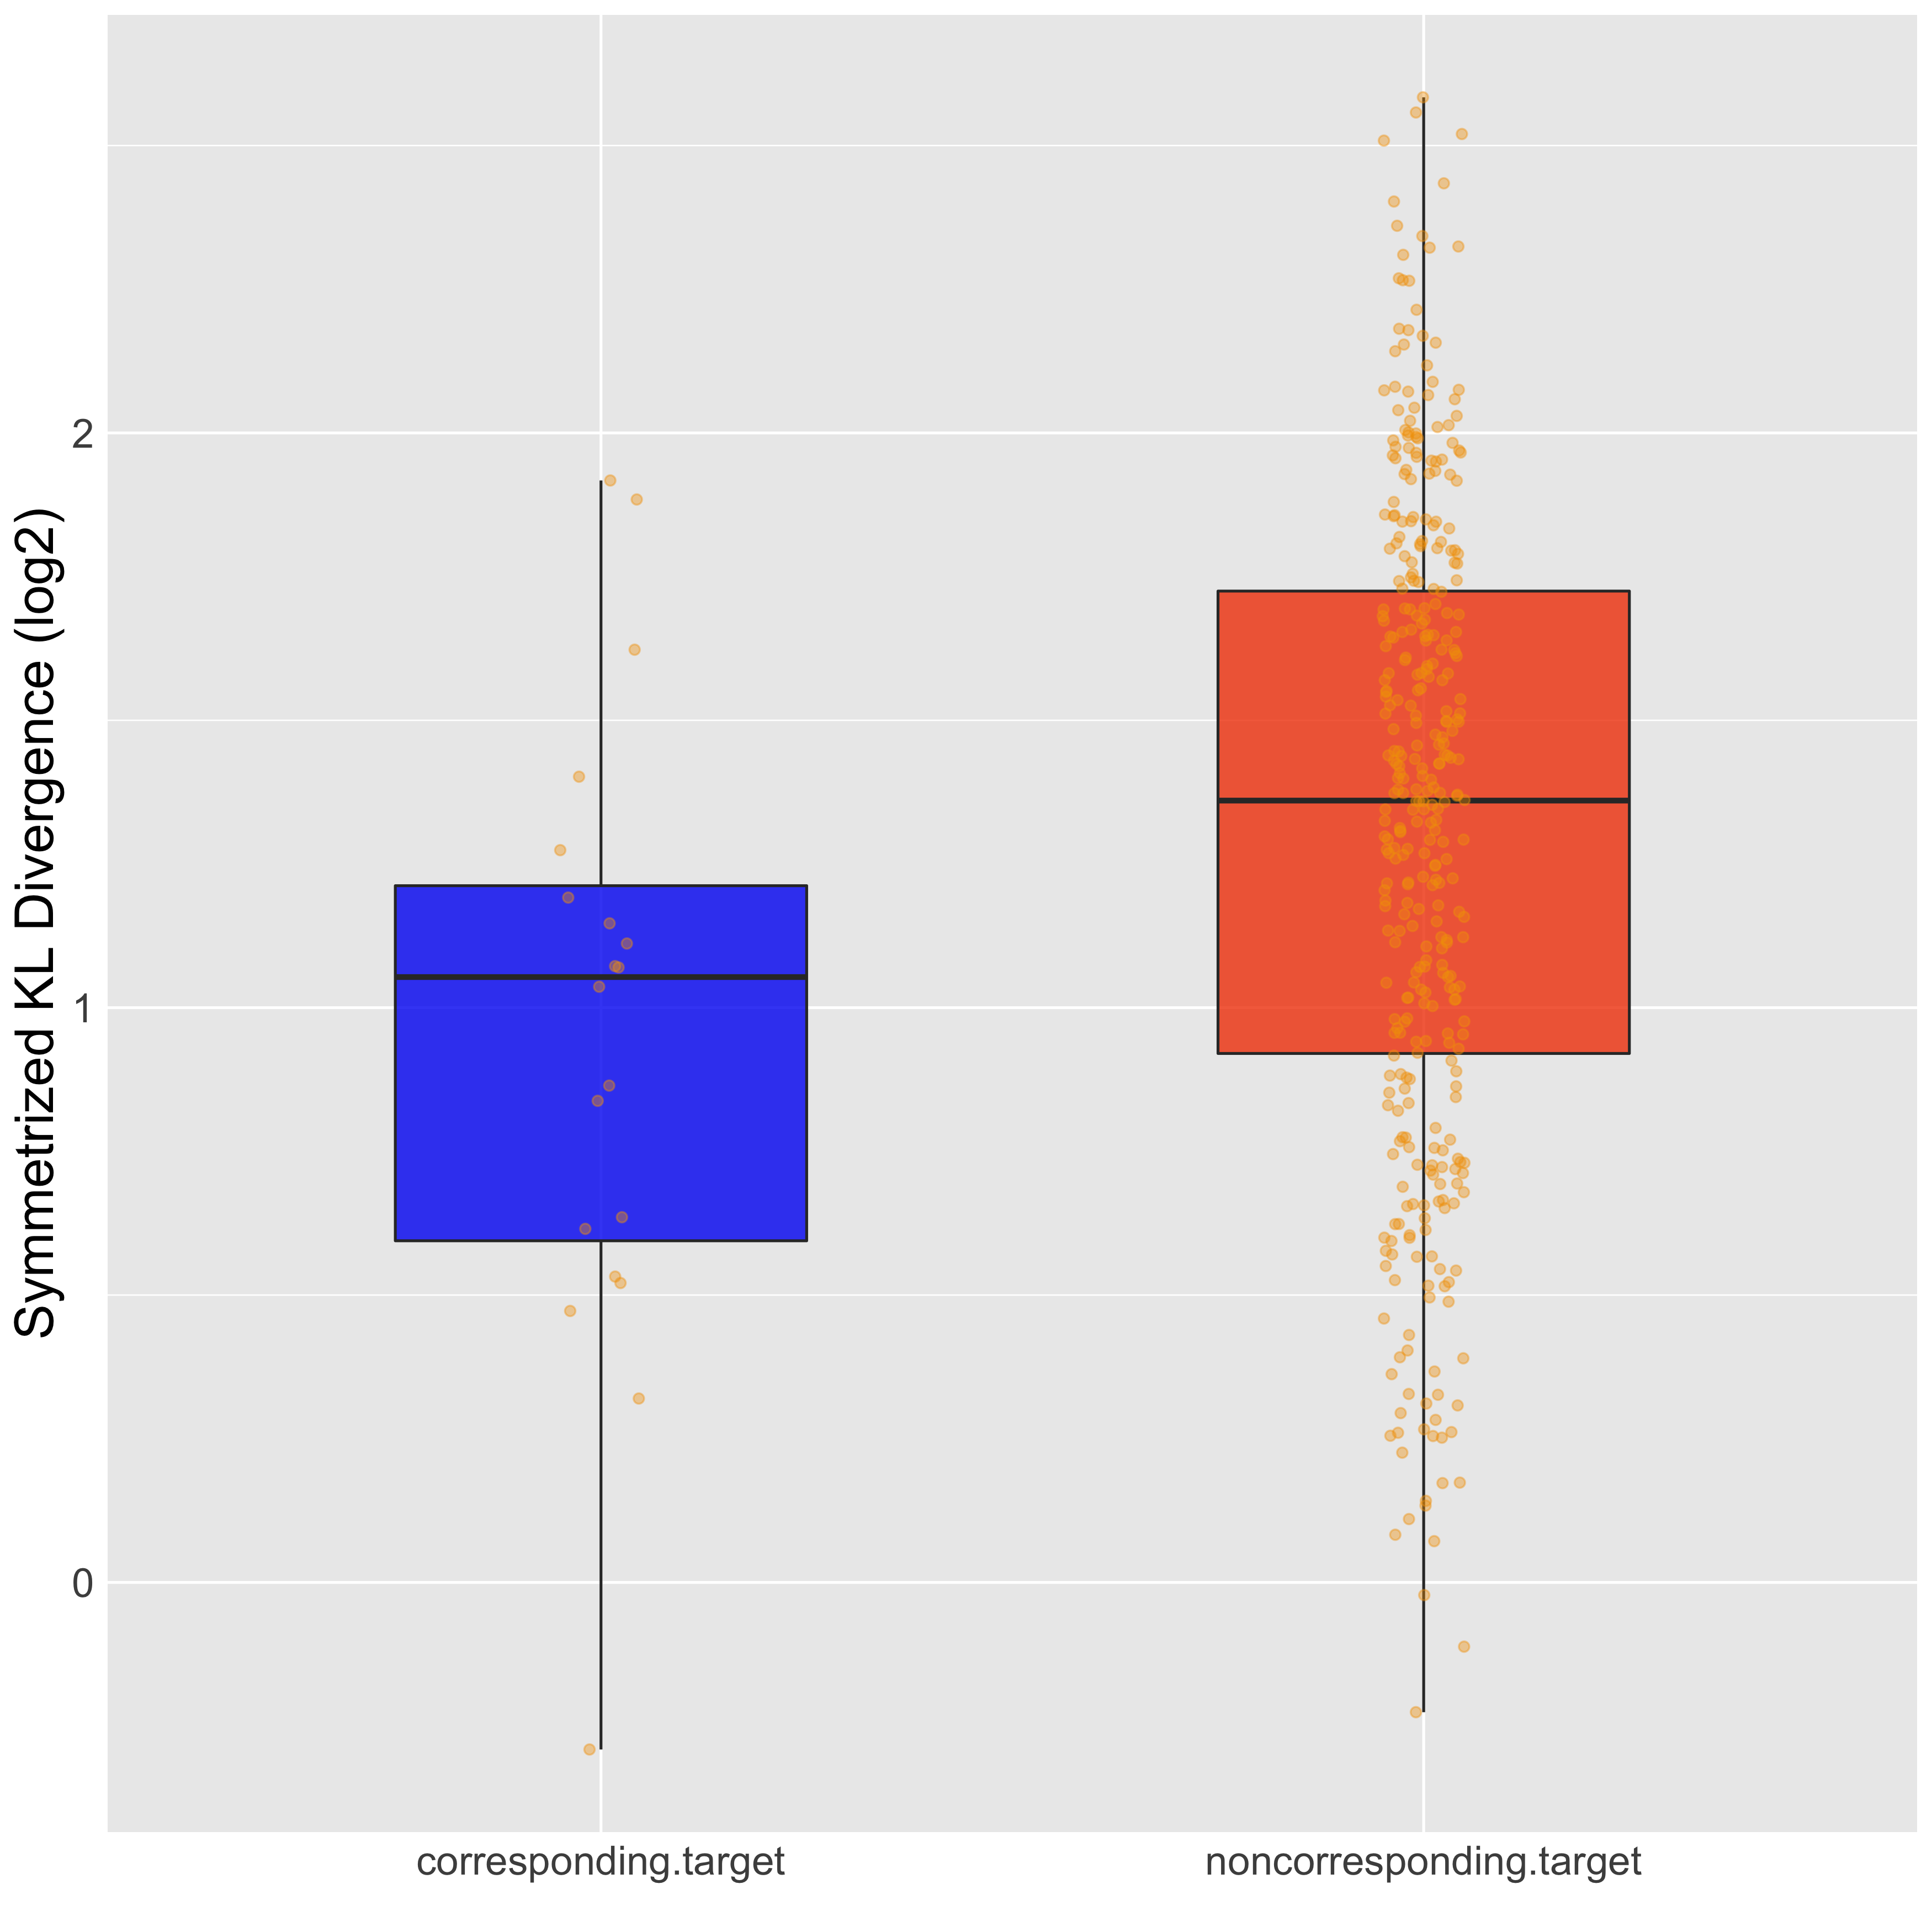 Symmetrized KL Divergence (log2)
2
1
0
corresponding.target
noncorresponding.target